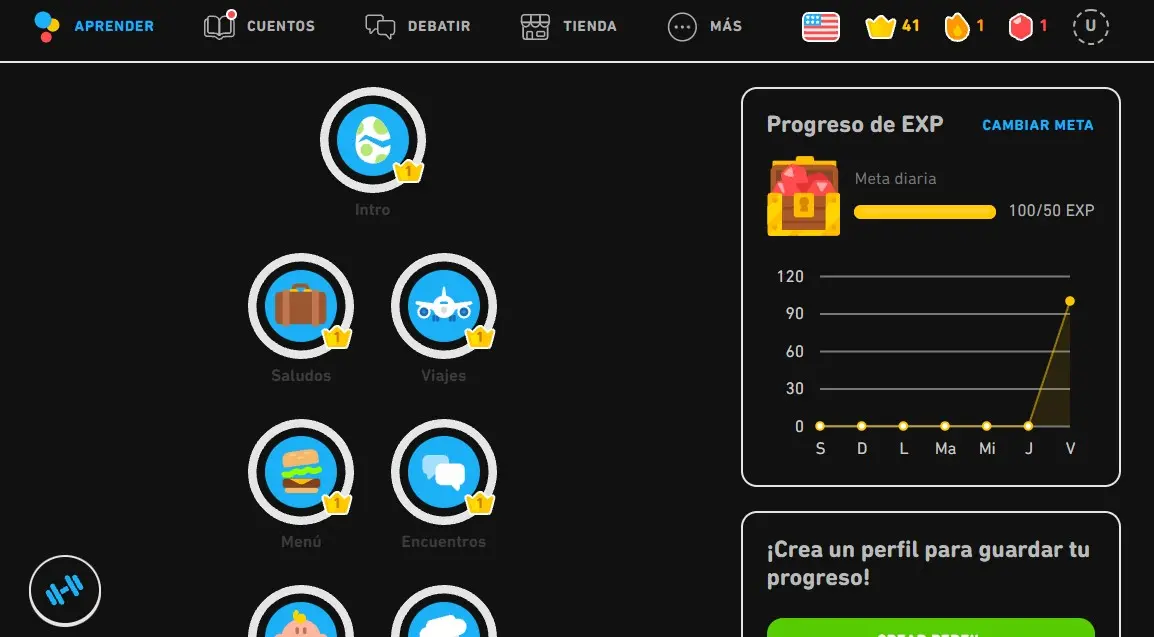 APRENDER
CUENTOS
DEBATIR
TIENDA
MÁS
41
1
1
U
1
Intro
1
Saludos
1
Viajes
1
Menú
1
Encuentros
Progreso de EXP
CAMBIAR META
Meta diaria
100/50 EXP
120
90
60
30
0
S D L Ma Mi J V
¡Crea un perfil para guardar tu
progreso!
CREAR PERFIL